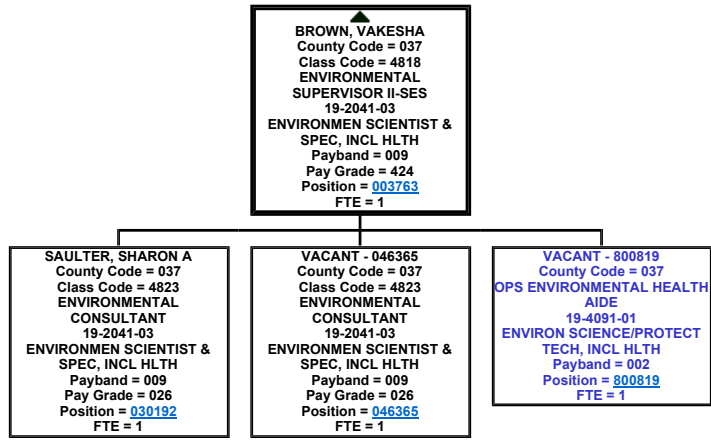 BROWN, VAKESHA
County Code = 037
Class Code = 4818
ENVIRONMENTAL
SUPERVISOR II-SES
19-2041-03
ENVIRONMEN SCIENTIST &
SPEC, INCL HLTH
Payband = 009
Pay Grade = 424
Position = 003763
FTE = 1
SAULTER, SHARON A
County Code = 037
Class Code = 4823
ENVIRONMENTAL
CONSULTANT
19-2041-03
ENVIRONMEN SCIENTIST &
SPEC, INCL HLTH
Payband = 009
Pay Grade = 026
Position = 030192
FTE = 1
VACANT - 046365
County Code = 037
Class Code = 4823
ENVIRONMENTAL
CONSULTANT
19-2041-03
ENVIRONMEN SCIENTIST &
SPEC, INCL HLTH
Payband = 009
Pay Grade = 026
Position = 046365
FTE = 1
VACANT - 800819
County Code = 037
OPS ENVIRONMENTAL HEALTH
AIDE
19-4091-01
ENVIRON SCIENCE/PROTECT
TECH, INCL HLTH
Payband = 002
Position = 800819
FTE = 1